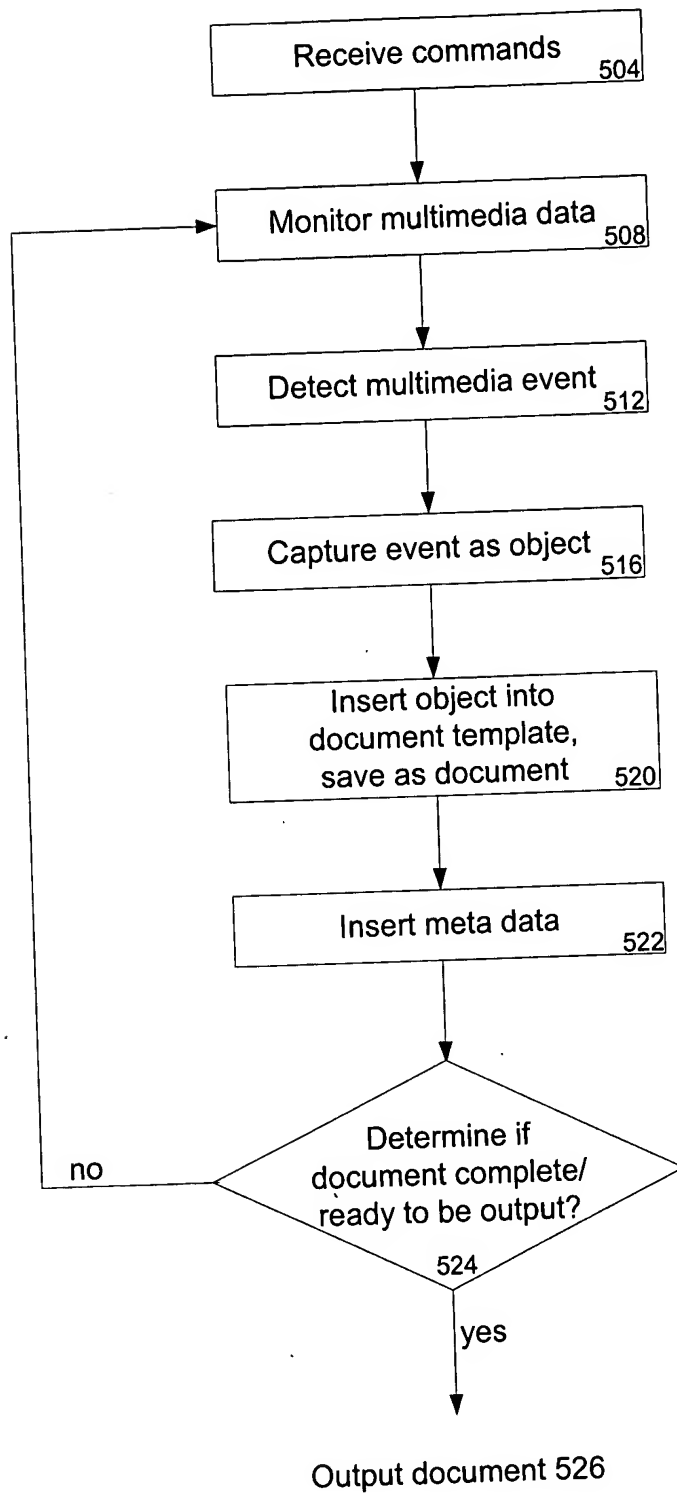 Receive commands
504
Monitor multimedia data
508
Detect multimedia event
512
Capture event as object
516
Insert object into
document template,
save as document 520
Insert meta data
522
Determine if
document complete/
ready to be output?
524
no
yes
Output document 526